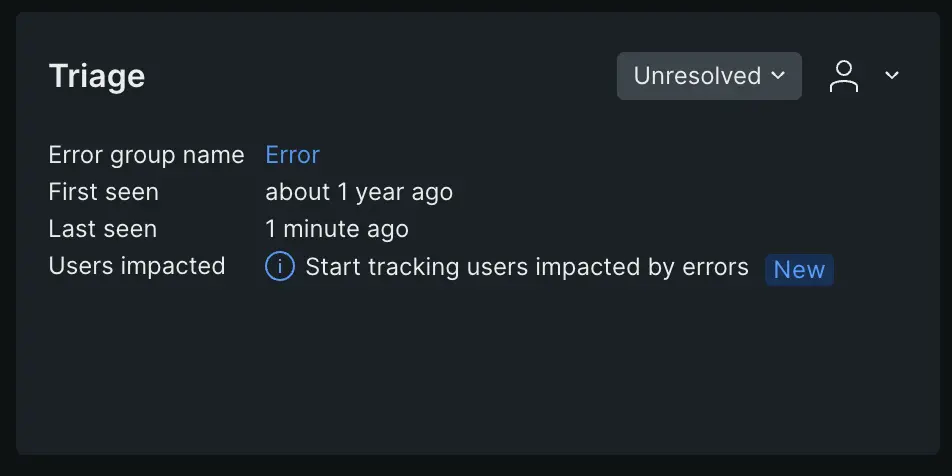 Triage
Unresolved
Error group name Error
First seen about 1 year ago
Last seen 1 minute ago
Users impacted Start tracking users impacted by errors New